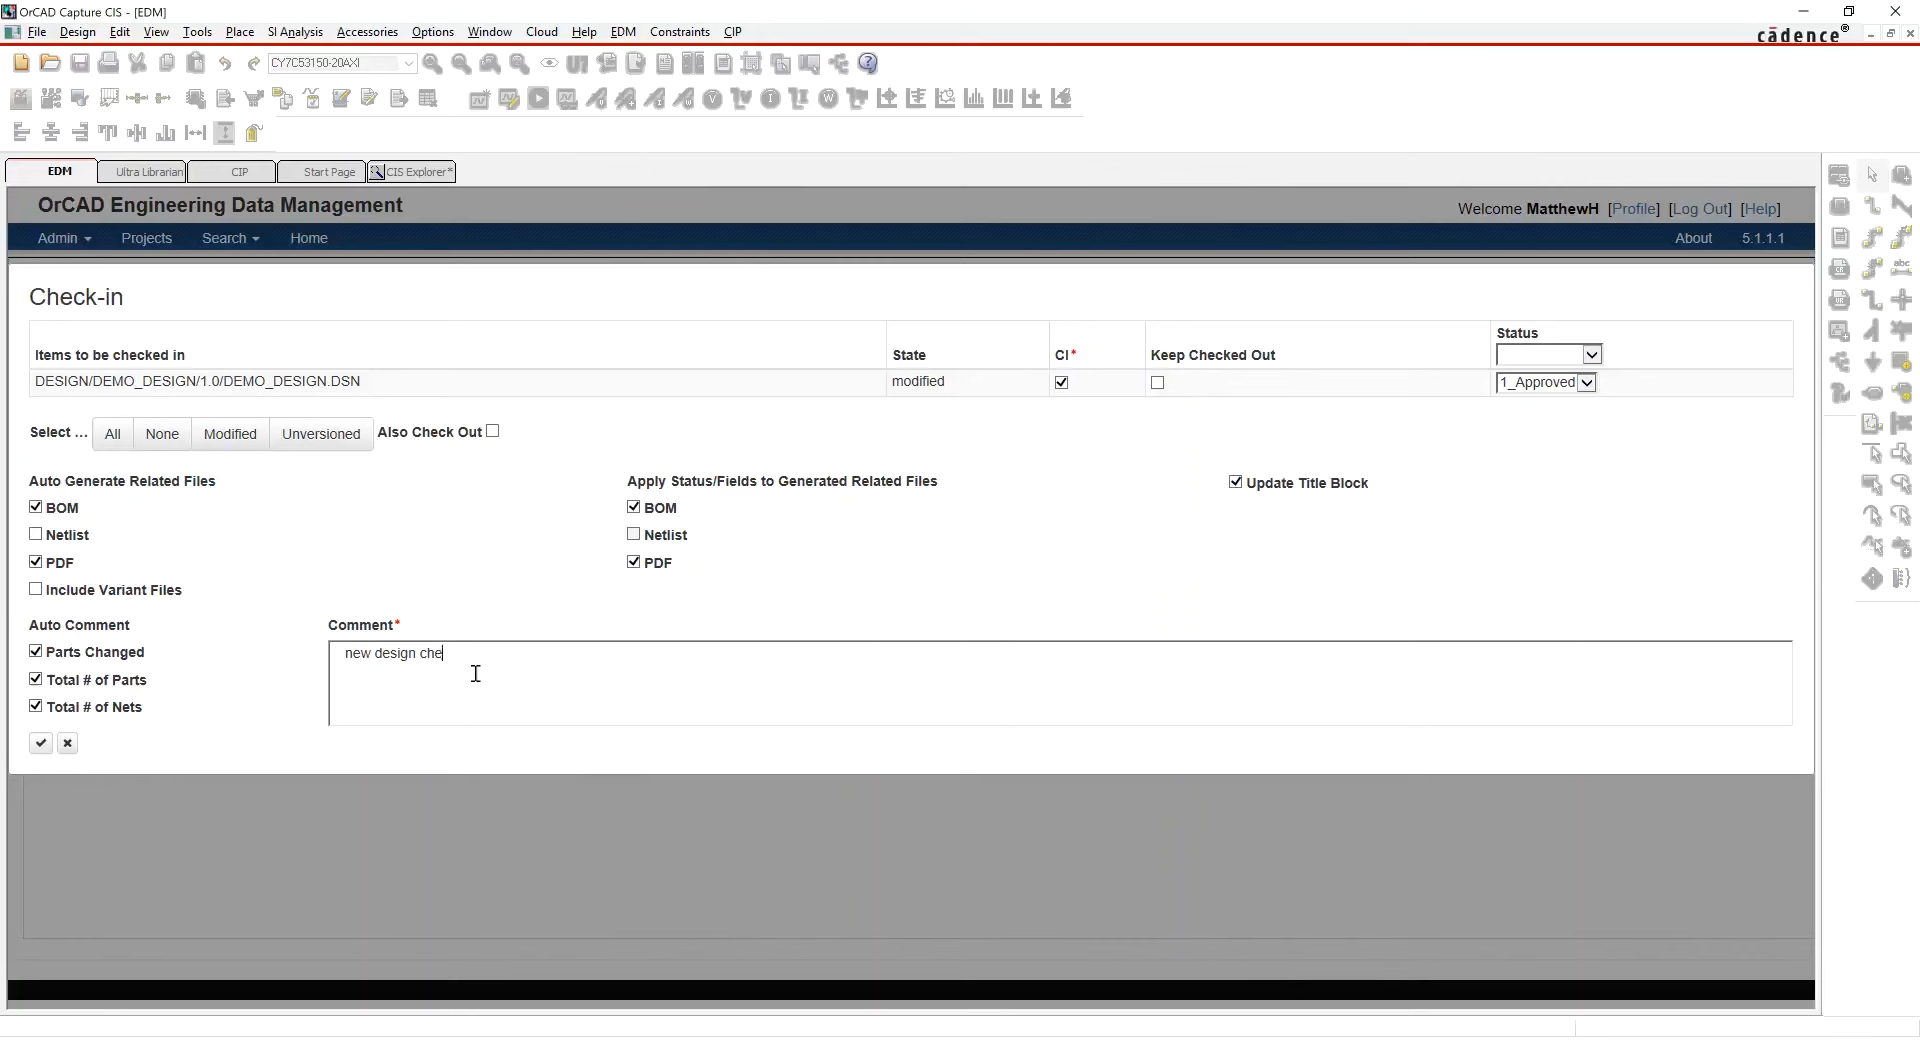 OrCAD Capture CIS - [EDM]
File Design Edit View Tools Place SI Analysis Accessories Options Window Cloud Help EDM Constraints CIP
cādence®
CY7C53150-20AXI
EDM Ultra Librarian CIP Start Page CIS Explorer*
OrCAD Engineering Data Management
Welcome MatthewH [Profile] [Log Out] [Help]
Admin Projects Search Home About 5.1.1.1
Check-in
Status
Items to be checked in State CI* Keep Checked Out
DESIGN/DEMO_DESIGN/1.0/DEMO_DESIGN.DSN modified 1_Approved
Select ... All None Modified Unversioned Also Check Out
Auto Generate Related Files Apply Status/Fields to Generated Related Files Update Title Block
BOM BOM
Netlist Netlist
PDF PDF
Include Variant Files
Auto Comment Comment*
Parts Changed new design che
Total # of Parts
Total # of Nets